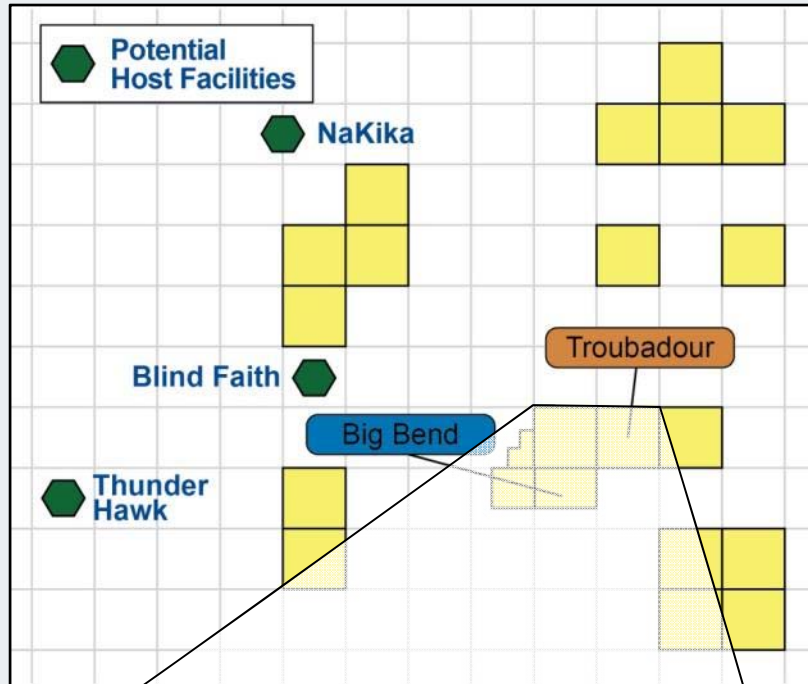 Potential
Host Facilities
NaKika
Troubadour
Blind Faith
Big Bend
Thunder
Hawk